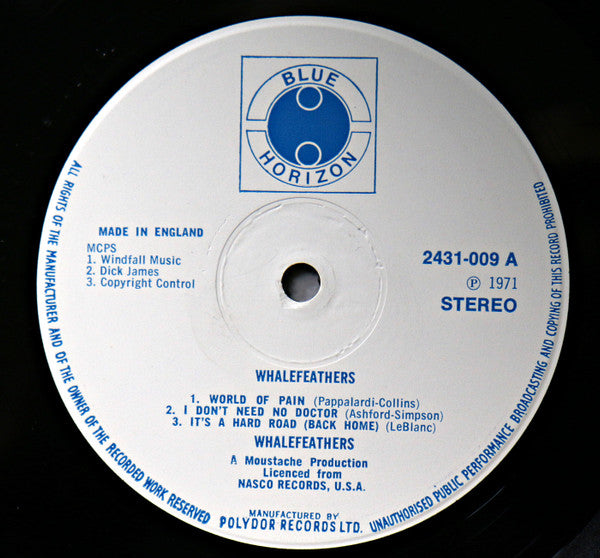 BLUE
HORIZON
MADE IN ENGLAND
MCPS
1. Windfall Music
2. Dick James
3. Copyright Control
2431-009 A
Ⓟ 1971
STEREO
WHALEFEATHERS
1. WORLD OF PAIN (Pappalardi-Collins)
2. I DON'T NEED NO DOCTOR (Ashford-Simpson)
3. IT'S A HARD ROAD (BACK HOME) (LeBlanc)
WHALEFEATHERS
A Moustache Production
Licenced from
NASCO RECORDS, U.S.A.
MANUFACTURED BY
POLYDOR RECORDS LTD.
ALL RIGHTS OF THE MANUFACTURER AND OF THE OWNER OF THE RECORDED WORK RESERVED
UNAUTHORISED PUBLIC PERFORMANCE BROADCASTING AND COPYING OF THIS RECORD PROHIBITED